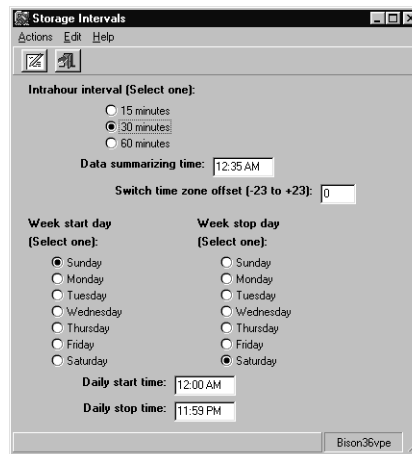 Storage Intervals
Actions Edit Help
Intrahour interval (Select one):
15 minutes
30 minutes
60 minutes
Data summarizing time: 12:35 AM
Switch time zone offset (-23 to +23): 0
Week start day Week stop day
(Select one): (Select one):
Sunday Sunday
Monday Monday
Tuesday Tuesday
Wednesday Wednesday
Thursday Thursday
Friday Friday
Saturday Saturday
Daily start time: 12:00 AM
Daily stop time: 11:59 PM
Bison36vpe